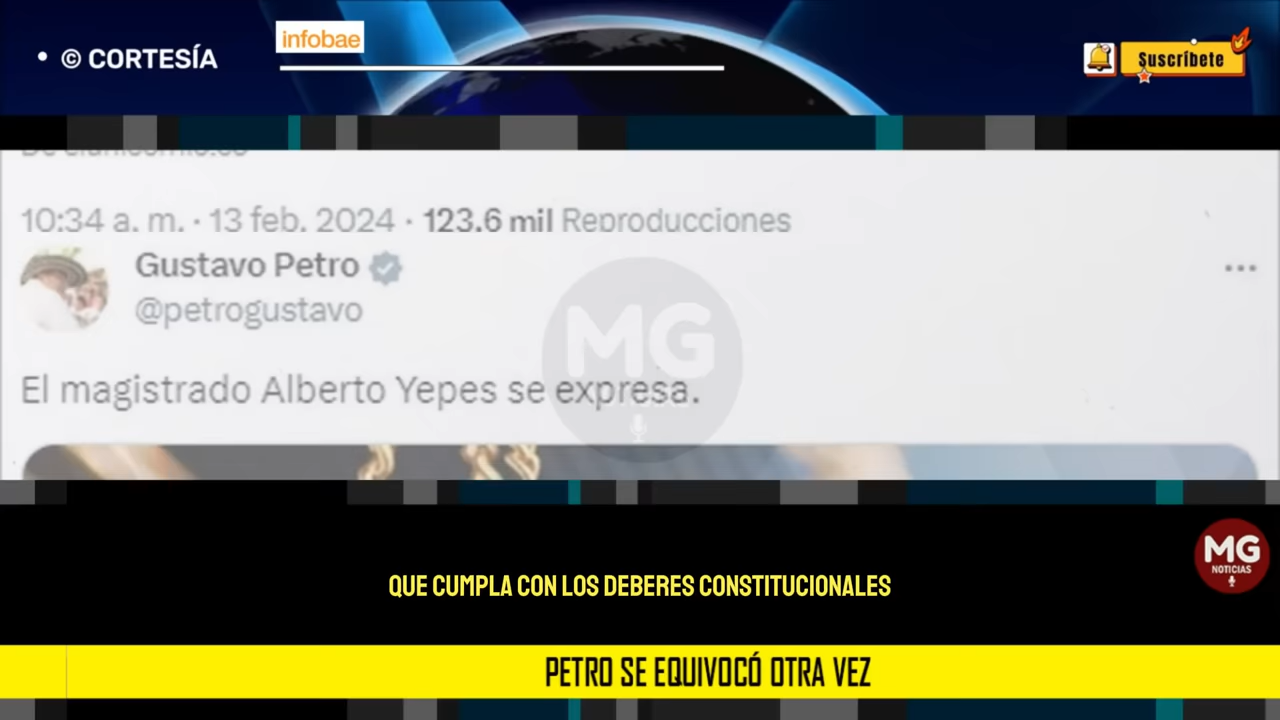 © CORTESÍA
infobae
Suscríbete
10:34 a. m. · 13 feb. 2024 · 123.6 mil Reproducciones
Gustavo Petro
@petrogustavo
El magistrado Alberto Yepes se expresa.
MG
MG
NOTICIAS
QUE CUMPLA CON LOS DEBERES CONSTITUCIONALES
PETRO SE EQUIVOCÓ OTRA VEZ